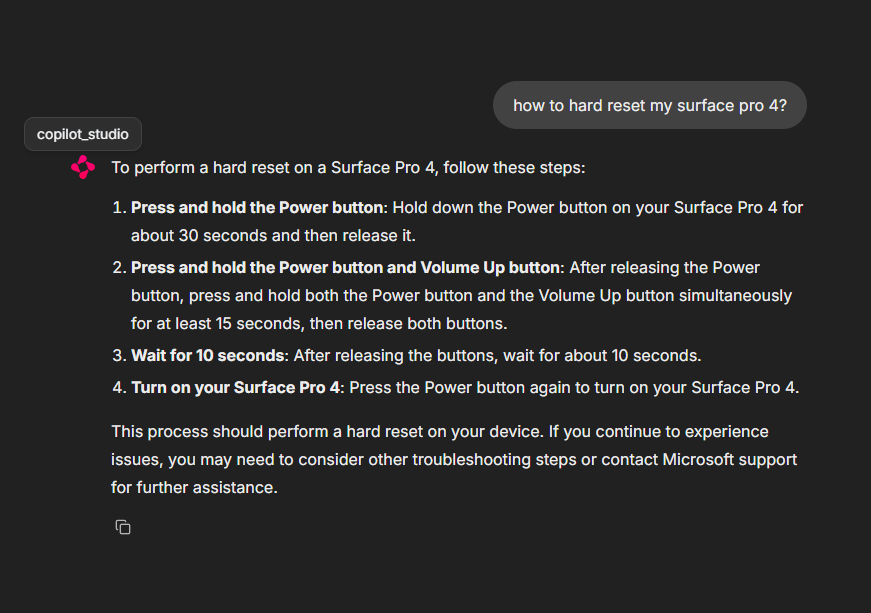 how to hard reset my surface pro 4?
copilot_studio
To perform a hard reset on a Surface Pro 4, follow these steps:
1. Press and hold the Power button: Hold down the Power button on your Surface Pro 4 for
about 30 seconds and then release it.
2. Press and hold the Power button and Volume Up button: After releasing the Power
button, press and hold both the Power button and the Volume Up button simultaneously
for at least 15 seconds, then release both buttons.
3. Wait for 10 seconds: After releasing the buttons, wait for about 10 seconds.
4. Turn on your Surface Pro 4: Press the Power button again to turn on your Surface Pro 4.
This process should perform a hard reset on your device. If you continue to experience
issues, you may need to consider other troubleshooting steps or contact Microsoft support
for further assistance.